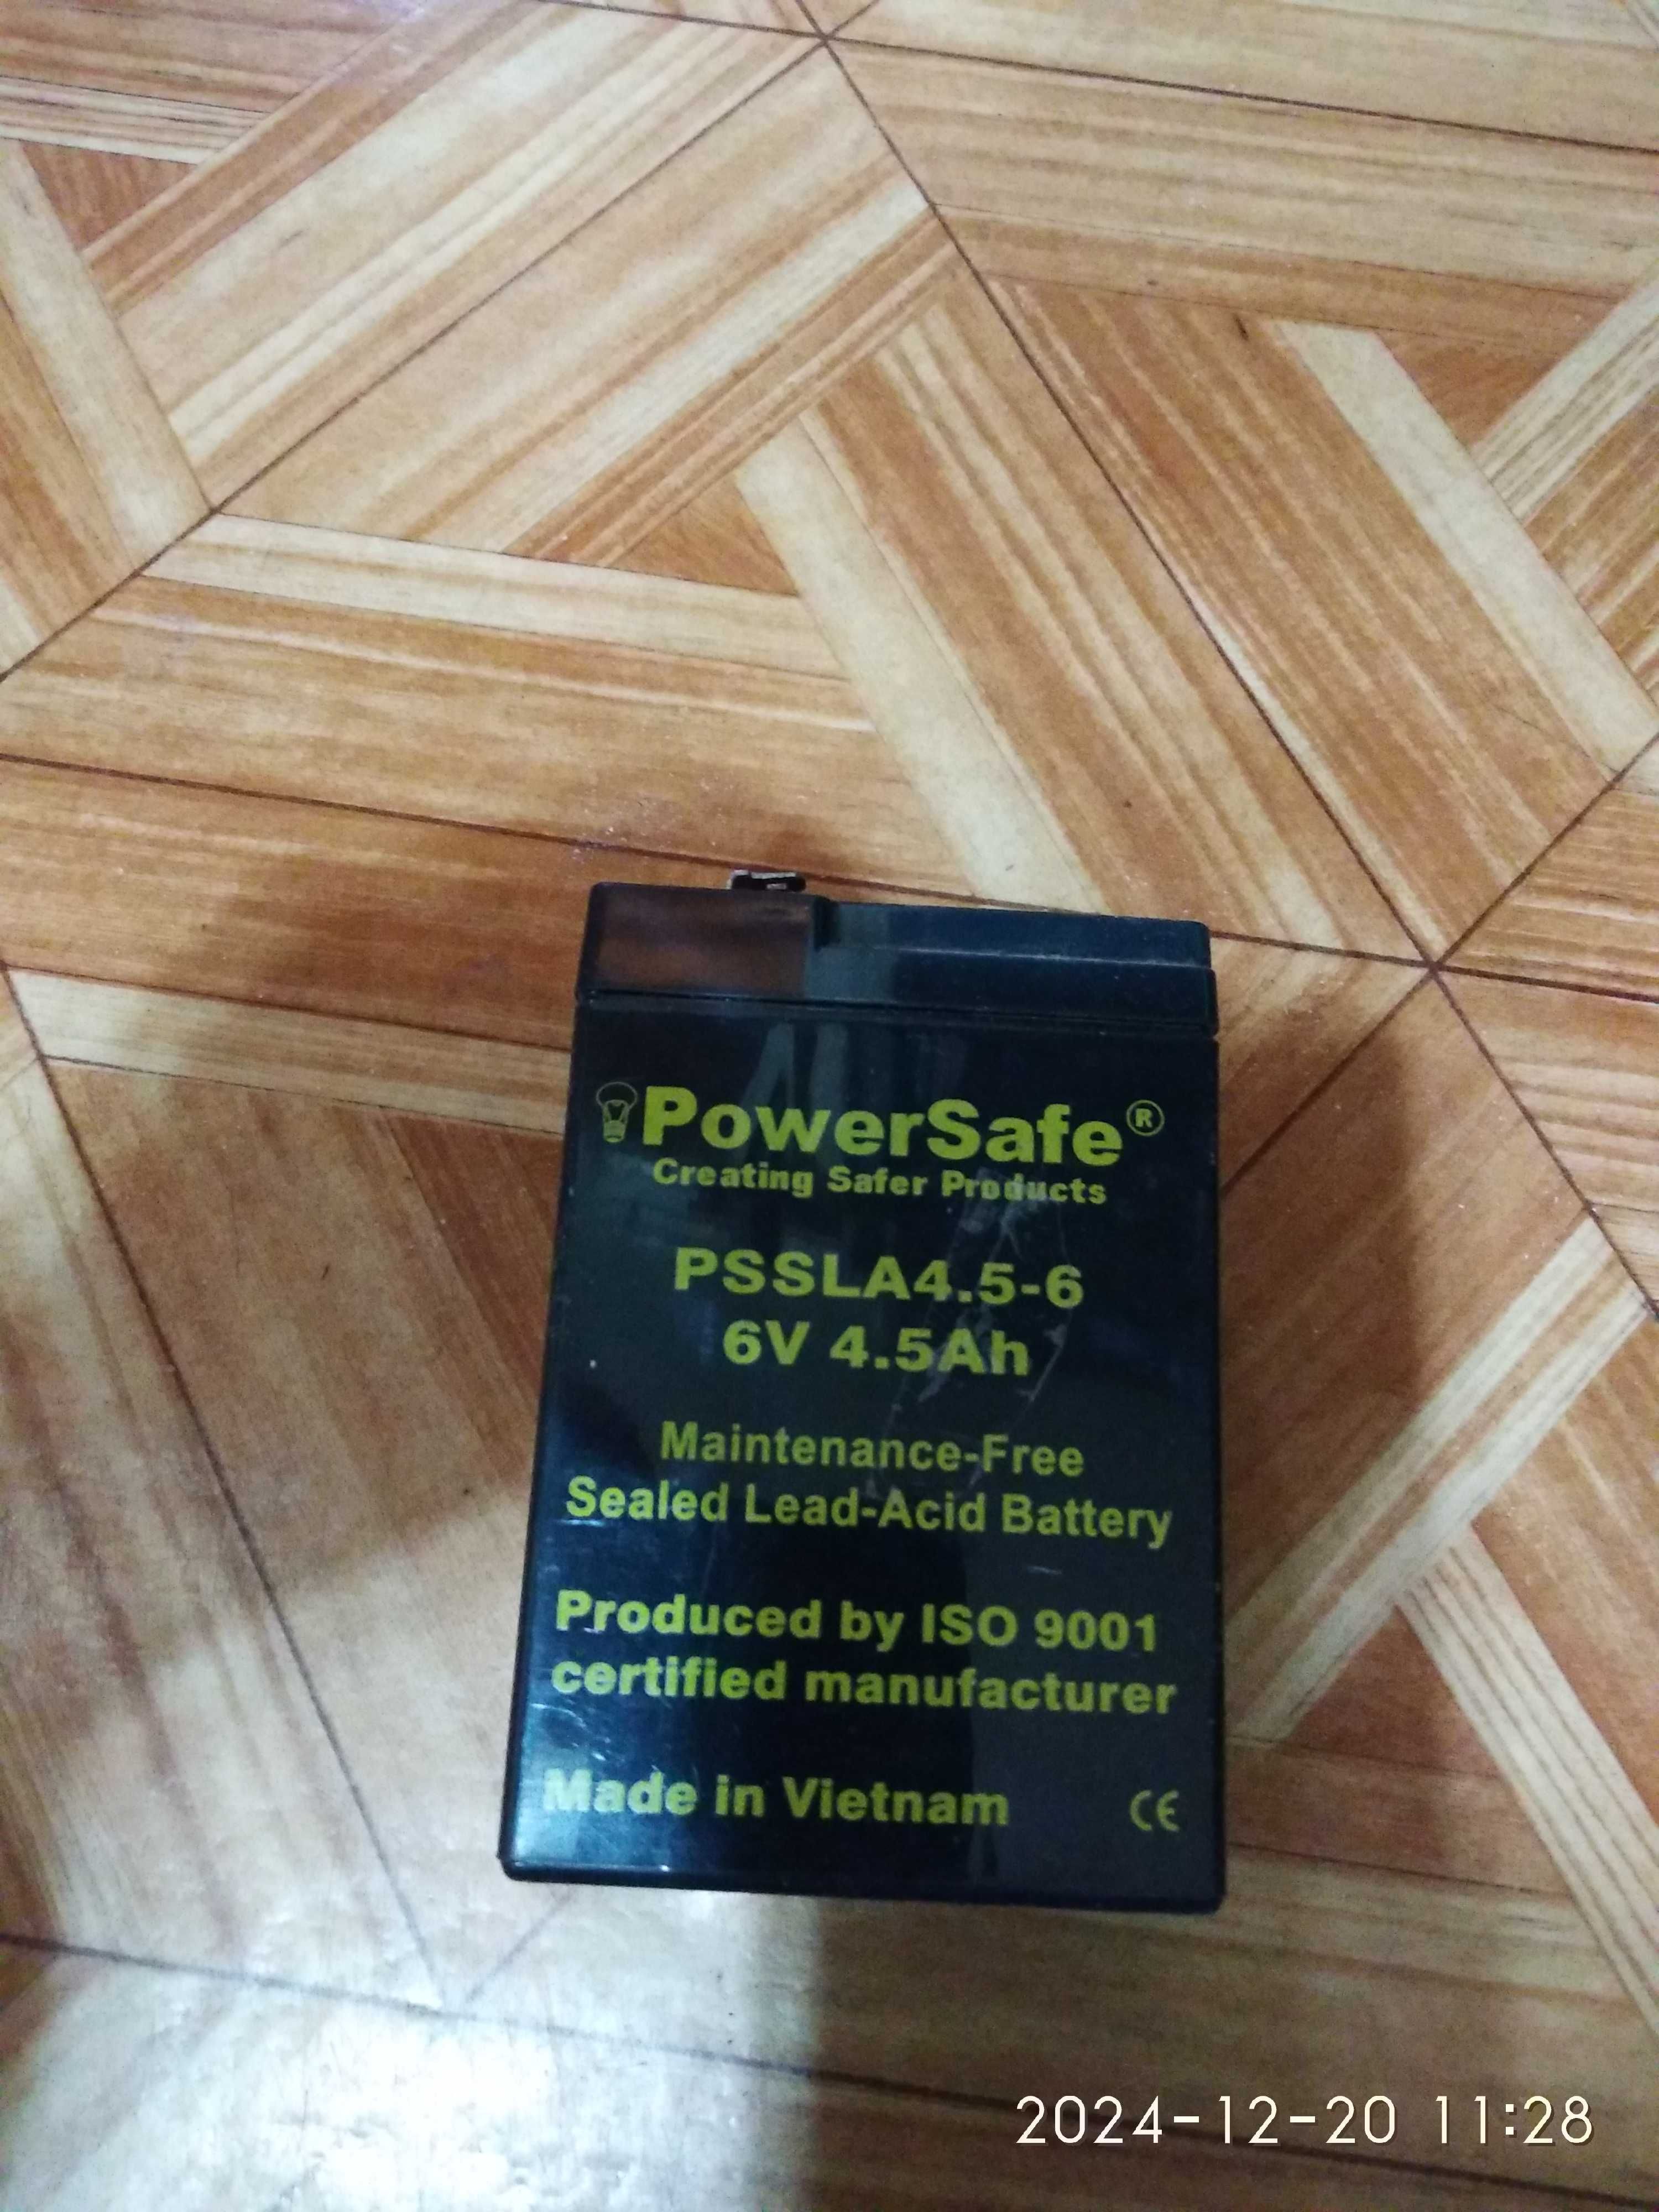 PowerSafe®
Creating Safer Products
PSSLA4.5-6
6V 4.5Ah
Maintenance-Free
Sealed Lead-Acid Battery
Produced by ISO 9001
certified manufacturer
Made in Vietnam CE
2024-12-20 11:28